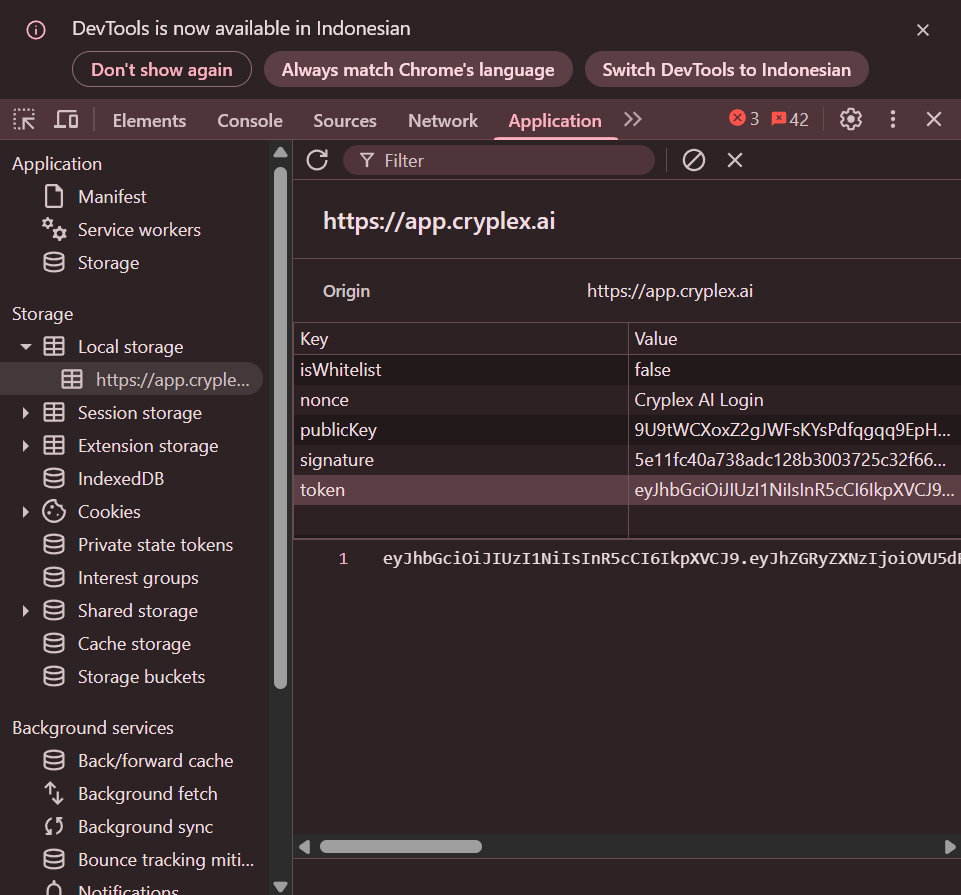 DevTools is now available in Indonesian
Don't show again
Always match Chrome's language
Switch DevTools to Indonesian
Elements
Console
Sources
Network
Application
3
42
Application
Manifest
Service workers
Storage
Storage
Local storage
https://app.cryple...
Session storage
Extension storage
IndexedDB
Cookies
Private state tokens
Interest groups
Shared storage
Cache storage
Storage buckets
Background services
Back/forward cache
Background fetch
Background sync
Bounce tracking miti...
Notifications
Filter
https://app.cryplex.ai
Origin https://app.cryplex.ai
Key Value
isWhitelist false
nonce Cryplex AI Login
publicKey 9U9tWCXoxZ2gJWFsKYsPdfqgqq9EpH...
signature 5e11fc40a738adc128b3003725c32f66...
token eyJhbGciOiJIUzI1NiIsInR5cCI6IkpXVCJ9...
1 eyJhbGciOiJIUzI1NiIsInR5cCI6IkpXVCJ9.eyJhZGRyZXNzIjoiOVU5dF